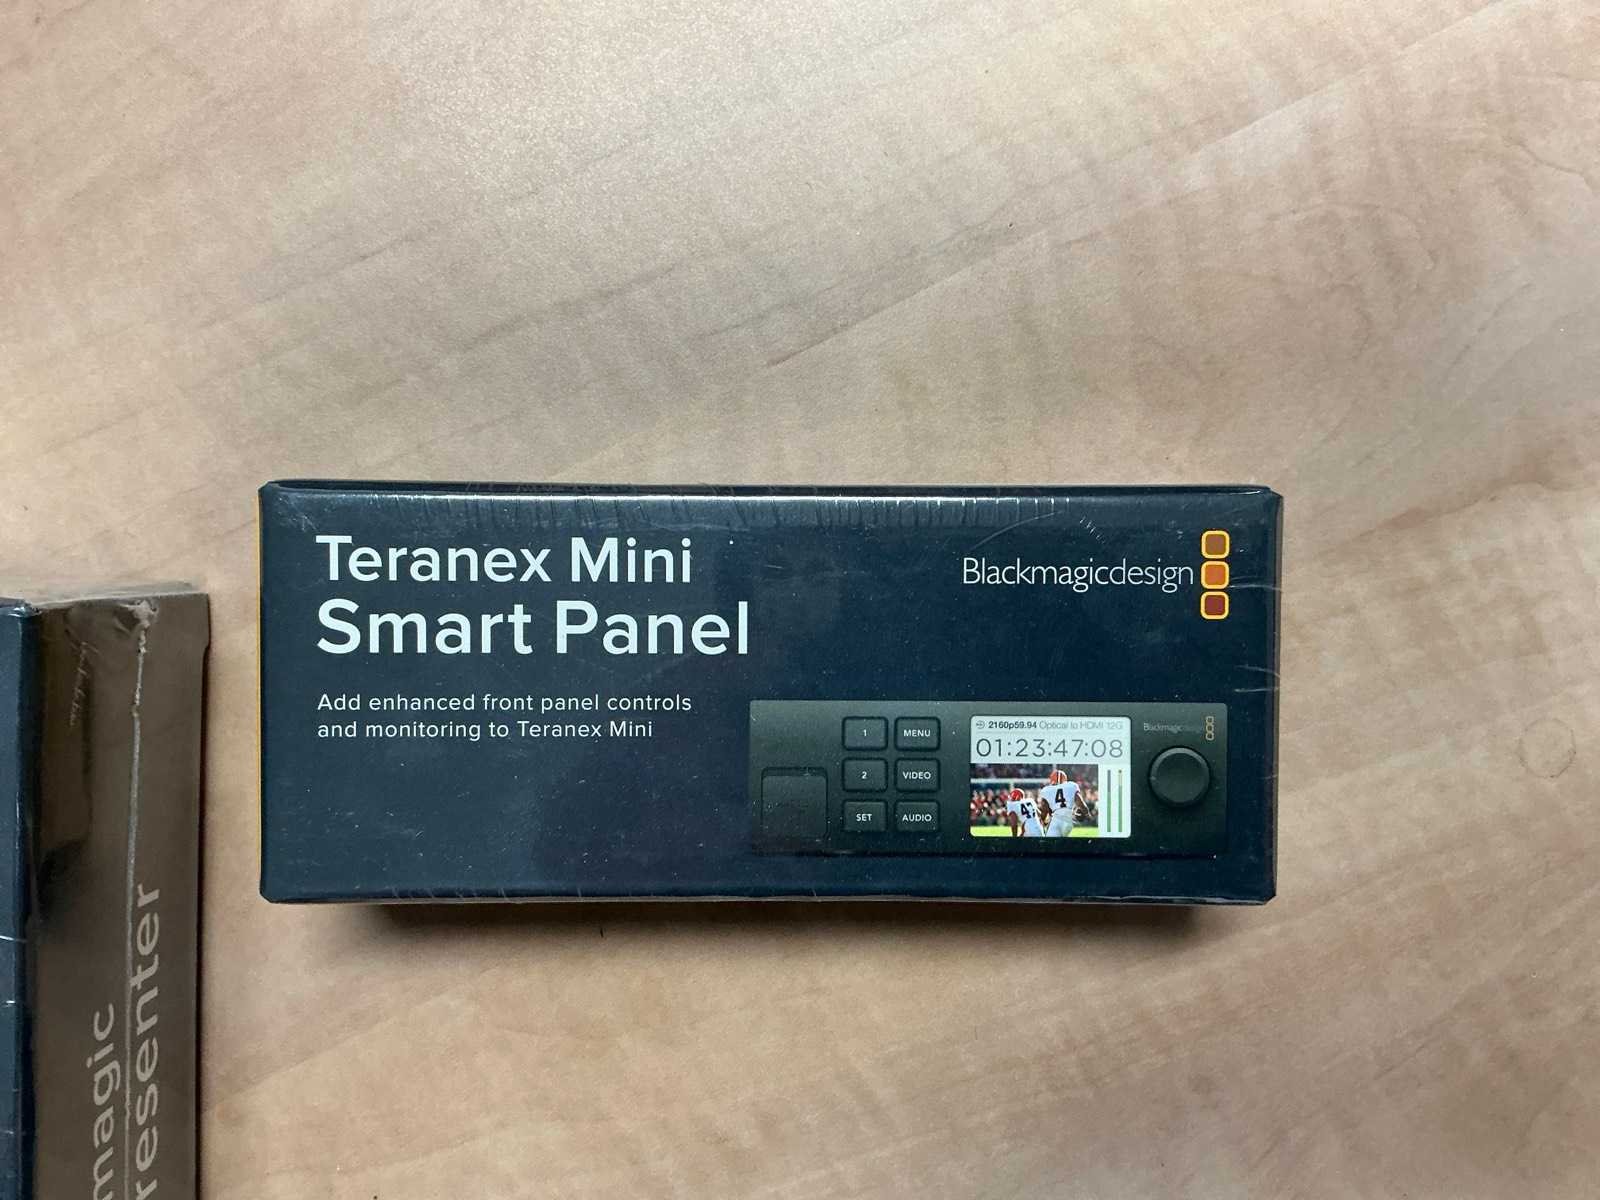 Teranex Mini
Smart Panel
Blackmagicdesign
Add enhanced front panel controls
and monitoring to Teranex Mini
1 MENU
2 VIDEO
SET AUDIO
2160p59.94 Optical to HDMI 12G
01:23:47:08
4
Blackmagicdesign
magic
resenter